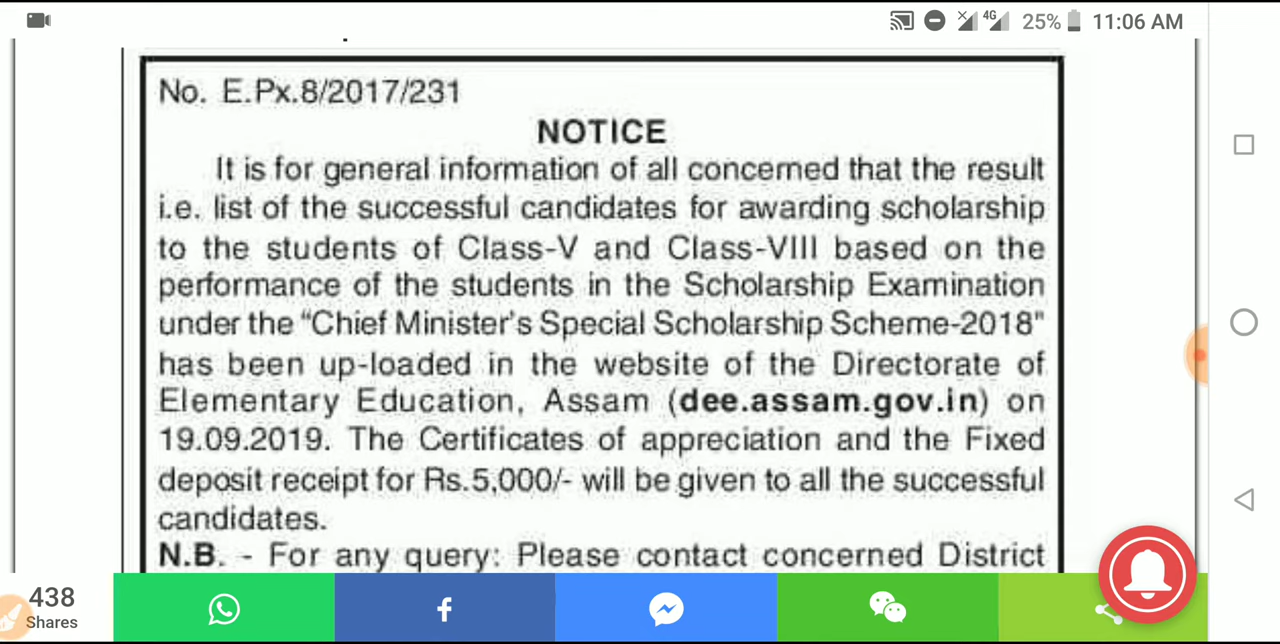 4G 25% 11:06 AM
No. E.Px.8/2017/231
NOTICE
It is for general information of all concerned that the result
i.e. list of the successful candidates for awarding scholarship
to the students of Class-V and Class-VIII based on the
performance of the students in the Scholarship Examination
under the “Chief Minister's Special Scholarship Scheme-2018"
has been up-loaded in the website of the Directorate of
Elementary Education, Assam (dee.assam.gov.in) on
19.09.2019. The Certificates of appreciation and the Fixed
deposit receipt for Rs.5,000/- will be given to all the successful
candidates.
N.B. - For any query: Please contact concerned District
438
Shares